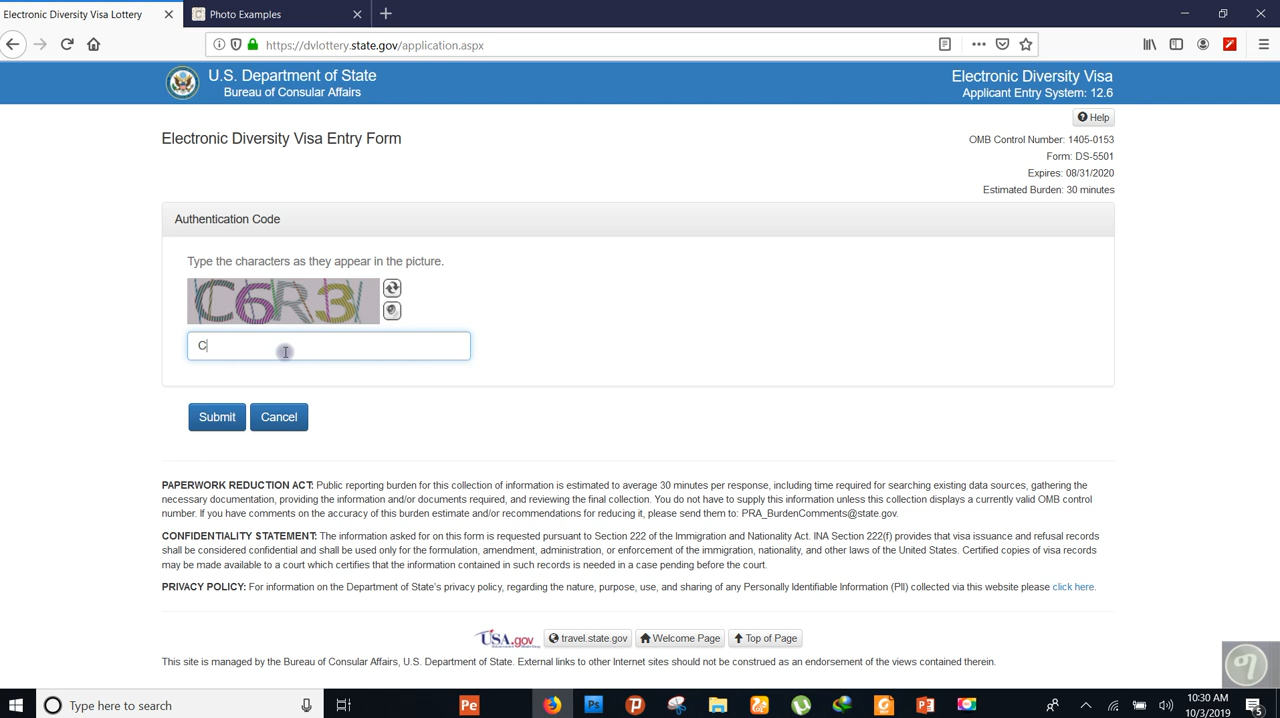 Electronic Diversity Visa Lottery
Photo Examples
https://dvlottery.state.gov/application.aspx
U.S. Department of State
Bureau of Consular Affairs
Electronic Diversity Visa
Applicant Entry System: 12.6
Help
Electronic Diversity Visa Entry Form
OMB Control Number: 1405-0153
Form: DS-5501
Expires: 08/31/2020
Estimated Burden: 30 minutes
Authentication Code
Type the characters as they appear in the picture.
C6R3
C
Submit
Cancel
PAPERWORK REDUCTION ACT: Public reporting burden for this collection of information is estimated to average 30 minutes per response, including time required for searching existing data sources, gathering the
necessary documentation, providing the information and/or documents required, and reviewing the final collection. You do not have to supply this information unless this collection displays a currently valid OMB control
number. If you have comments on the accuracy of this burden estimate and/or recommendations for reducing it, please send them to: PRA_BurdenComments@state.gov.
CONFIDENTIALITY STATEMENT: The information asked for on this form is requested pursuant to Section 222 of the Immigration and Nationality Act. INA Section 222(f) provides that visa issuance and refusal records
shall be considered confidential and shall be used only for the formulation, amendment, administration, or enforcement of the immigration, nationality, and other laws of the United States. Certified copies of visa records
may be made available to a court which certifies that the information contained in such records is needed in a case pending before the court.
PRIVACY POLICY: For information on the Department of State's privacy policy, regarding the nature, purpose, use, and sharing of any Personally Identifiable Information (PII) collected via this website please click here.
USA.gov
travel.state.gov
Welcome Page
Top of Page
This site is managed by the Bureau of Consular Affairs, U.S. Department of State. External links to other Internet sites should not be construed as an endorsement of the views contained therein.
Type here to search
Pe
Ps
10:30 AM
10/3/2019
5